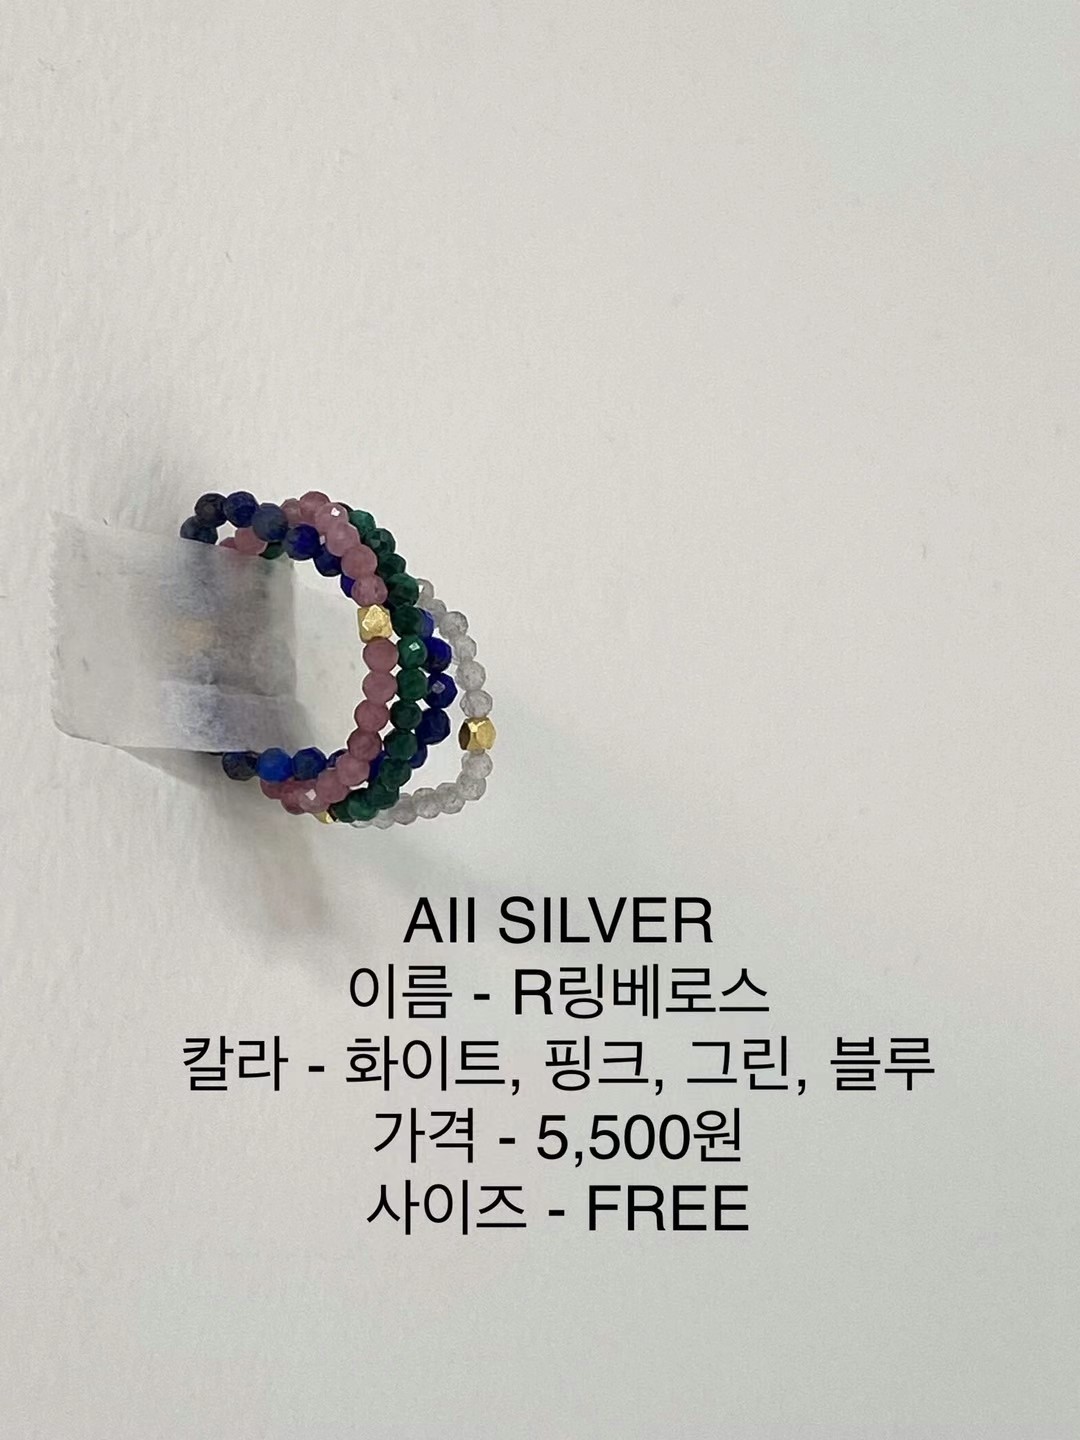 All SILVER
이름 - R링베로스
칼라 - 화이트, 핑크, 그린, 블루
가격 - 5,500원
사이즈 - FREE